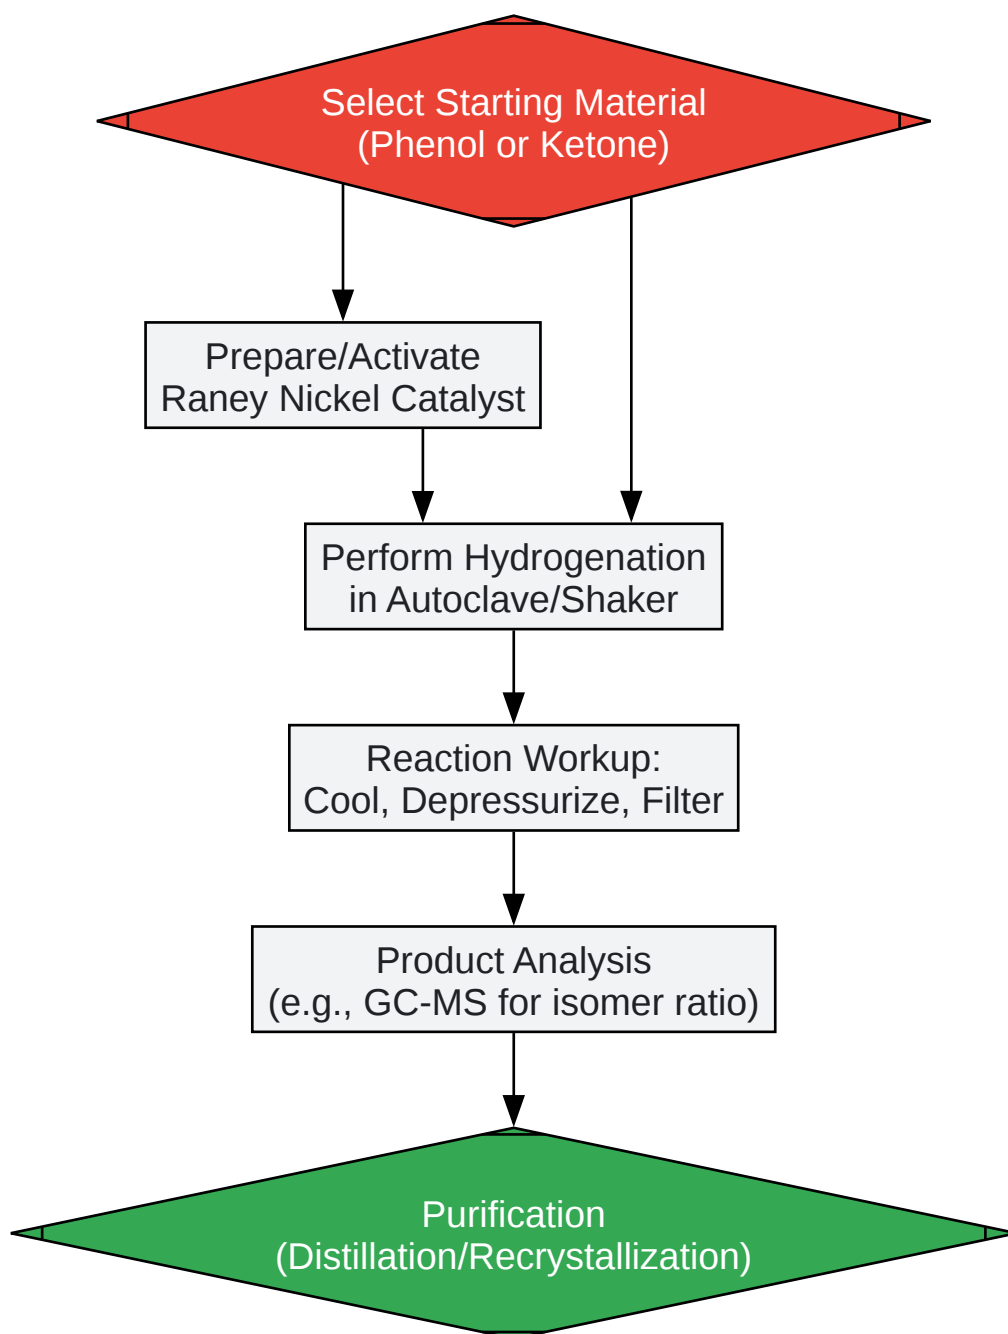 Select Starting Material
(Phenol or Ketone)
Prepare/Activate
Raney Nickel Catalyst
Perform Hydrogenation
in Autoclave/Shaker
Reaction Workup:
Cool, Depressurize, Filter
Product Analysis
(e.g., GC-MS for isomer ratio)
Purification
(Distillation/Recrystallization)